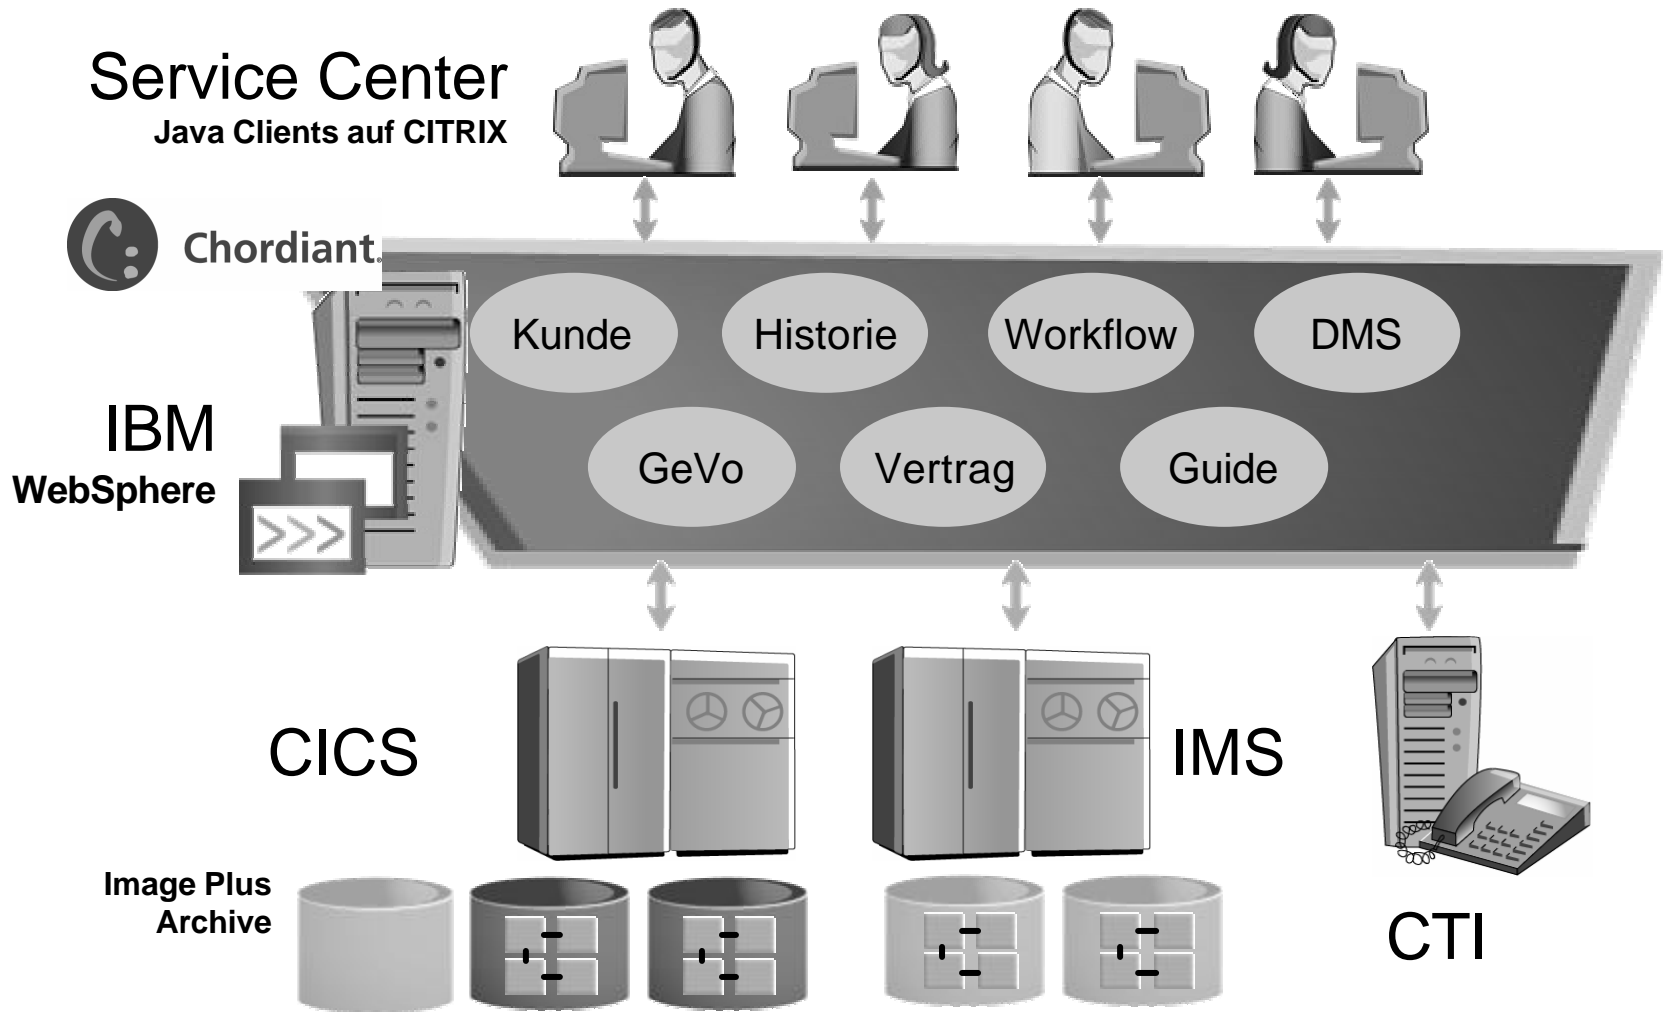 Service Center
Java Clients auf CITRIX
Chordiant.
Kunde
Historie
Workflow
DMS
IBM
WebSphere
GeVo
Vertrag
Guide
CICS
IMS
Image Plus
Archive
CTI